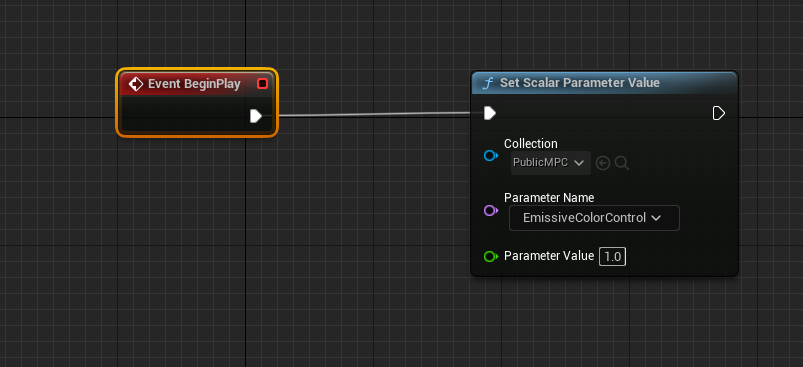 Event BeginPlay
Set Scalar Parameter Value
Collection
PublicMPC
Parameter Name
EmissiveColorControl
Parameter Value 1.0